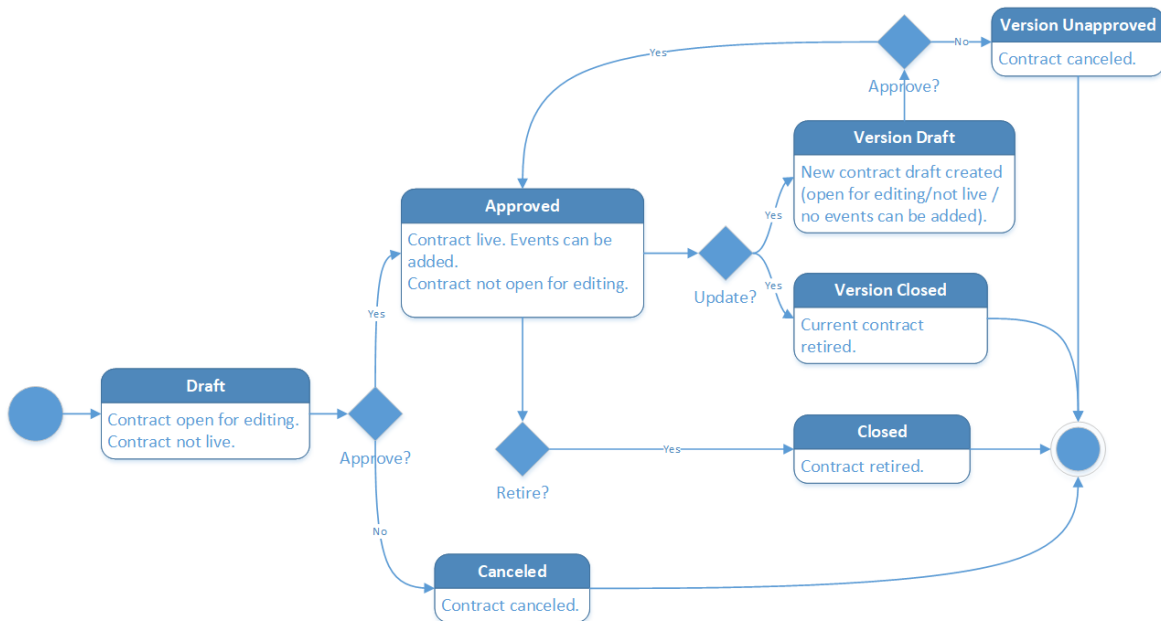 Version Unapproved
Contract canceled.
No
Yes
Approve?
Version Draft
New contract draft created
(open for editing/not live /
no events can be added).
Yes
Approved
Contract live. Events can be
added.
Contract not open for editing.
Update?
Yes
Version Closed
Current contract
retired.
Yes
Draft
Contract open for editing.
Contract not live.
Approve?
Retire?
Yes
Closed
Contract retired.
No
Canceled
Contract canceled.